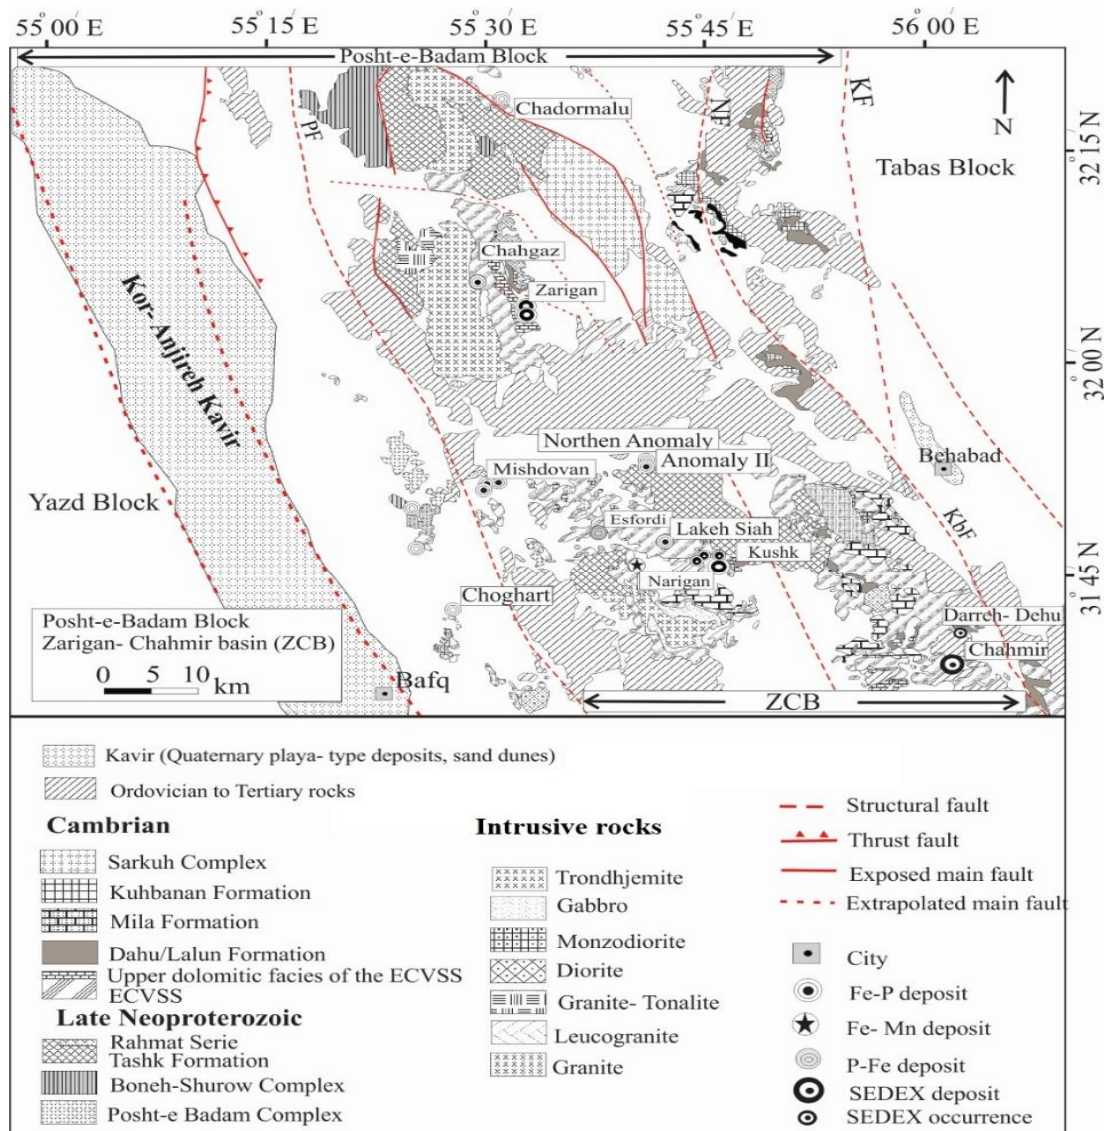 55° 00' E
55° 15' E
55° 30' E
55° 45' E
56° 00' E
Posht-e-Badam Block
Chadormalu
PF
NF
KF
N
32° 15' N
Tabas Block
Chahgaz
Zarigan
Kor- Anjireh Kavir
32° 00' N
Northen Anomaly
Anomaly II
Behabad
Mishdovan
Yazd Block
Esfordi
Lakeh Siah
KbF
Kushk
31° 45' N
Narigan
Choghart
Darreh- Dehu
Chahmir
Posht-e-Badam Block
Zarigan- Chahmir basin (ZCB)
0 5 10
km
Bafq
ZCB
Kavir (Quaternary playa- type deposits, sand dunes)
Ordovician to Tertiary rocks
Cambrian
Sarkuh Complex
Kuhbanan Formation
Mila Formation
Dahu/Lalun Formation
Upper dolomitic facies of the ECVSS
ECVSS
Late Neoproterozoic
Rahmat Serie
Tashk Formation
Boneh-Shurow Complex
Posht-e Badam Complex
Intrusive rocks
Trondhjemite
Gabbro
Monzodiorite
Diorite
Granite- Tonalite
Leucogranite
Granite
Structural fault
Thrust fault
Exposed main fault
Extrapolated main fault
City
Fe-P deposit
Fe- Mn deposit
P-Fe deposit
SEDEX deposit
SEDEX occurrence